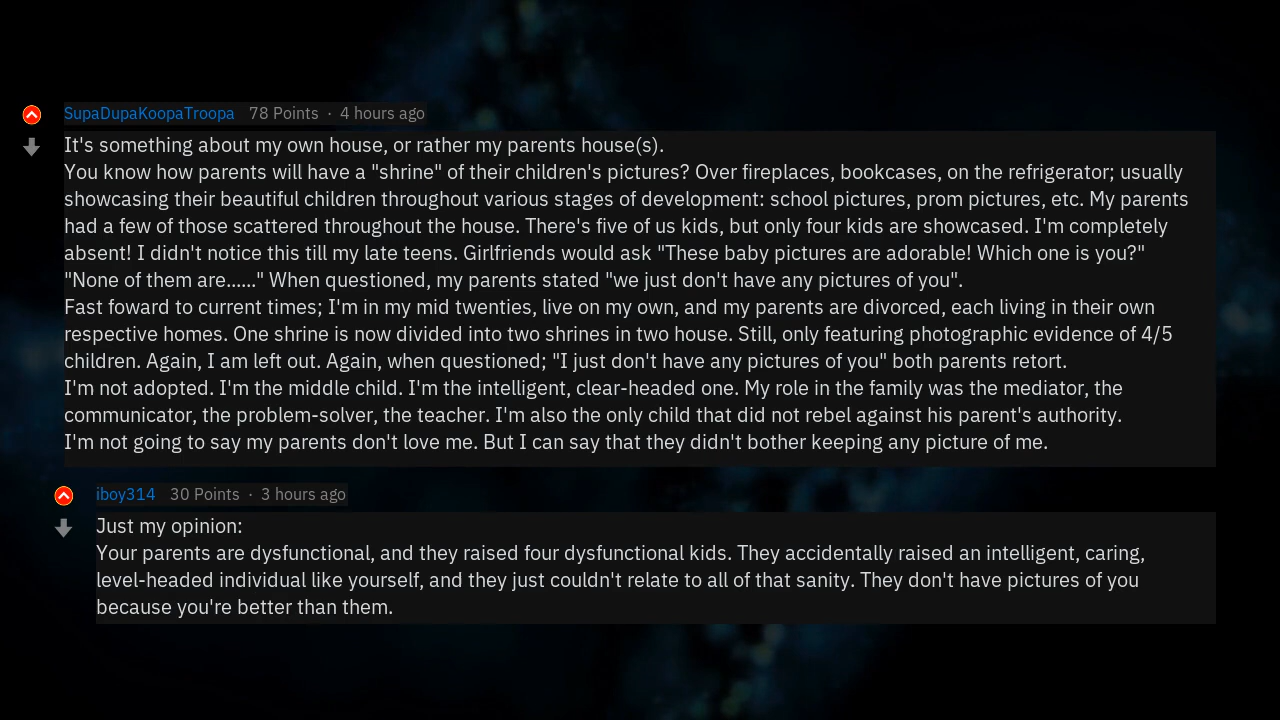 SupaDupaKoopaTroopa 78 Points · 4 hours ago
It's something about my own house, or rather my parents house(s).
You know how parents will have a "shrine" of their children's pictures? Over fireplaces, bookcases, on the refrigerator; usually
showcasing their beautiful children throughout various stages of development: school pictures, prom pictures, etc. My parents
had a few of those scattered throughout the house. There's five of us kids, but only four kids are showcased. I'm completely
absent! I didn't notice this till my late teens. Girlfriends would ask "These baby pictures are adorable! Which one is you?"
"None of them are......" When questioned, my parents stated "we just don't have any pictures of you".
Fast foward to current times; I'm in my mid twenties, live on my own, and my parents are divorced, each living in their own
respective homes. One shrine is now divided into two shrines in two house. Still, only featuring photographic evidence of 4/5
children. Again, I am left out. Again, when questioned; "I just don't have any pictures of you" both parents retort.
I'm not adopted. I'm the middle child. I'm the intelligent, clear-headed one. My role in the family was the mediator, the
communicator, the problem-solver, the teacher. I'm also the only child that did not rebel against his parent's authority.
I'm not going to say my parents don't love me. But I can say that they didn't bother keeping any picture of me.
iboy314 30 Points · 3 hours ago
Just my opinion:
Your parents are dysfunctional, and they raised four dysfunctional kids. They accidentally raised an intelligent, caring,
level-headed individual like yourself, and they just couldn't relate to all of that sanity. They don't have pictures of you
because you're better than them.